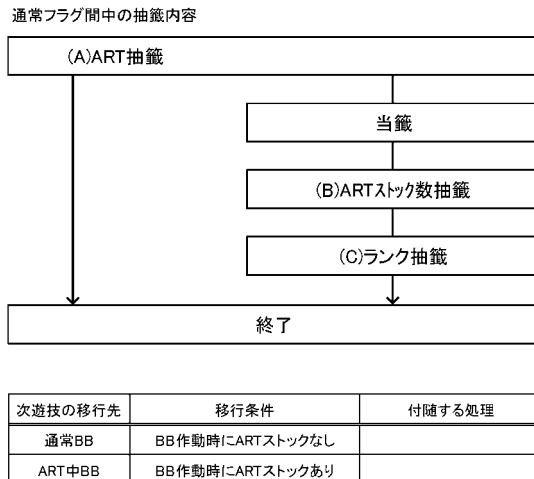 通常フラグ間中の抽籤内容
(A)ART抽籤
当籤
(B)ARTストック数抽籤
(C)ランク抽籤
終了
次遊技の移行先 移行条件 付随する処理
通常BB BB作動時にARTストックなし
ART中BB BB作動時にARTストックあり